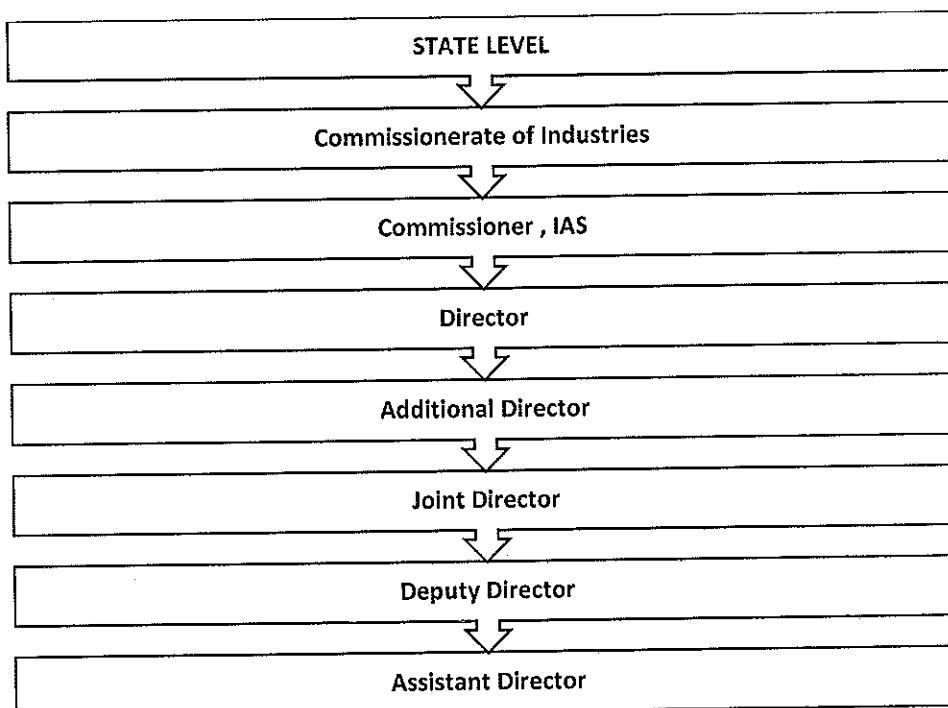 STATE LEVEL
Commissionerate of Industries
Commissioner , IAS
Director
Additional Director
Joint Director
Deputy Director
Assistant Director